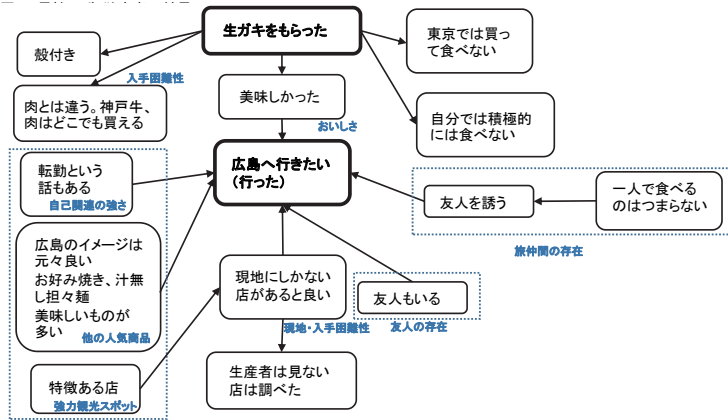 生ガキをもらった
殻付き
東京では買っ
て食べない
入手困難性
肉とは違う。神戸牛、
肉はどこでも買える
美味しかった
おいしさ
自分では積極的
には食べない
転勤という
話もある
自己関連の強さ
広島へ行きたい
(行った)
友人を誘う
一人で食べる
のはつまらない
旅仲間の存在
広島のイメージは
元々良い
お好み焼き、汁無
し担々麺
美味しいものが
多い
他の人気商品
現地にしかない
店があると良い
現地・入手困難性
友人もいる
友人の存在
特徴ある店
強力観光スポット
生産者は見ない
店は調べた